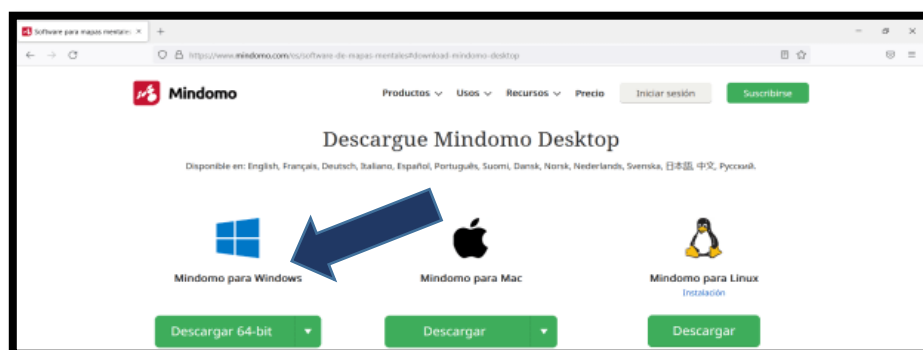 Software para mapas mentales
https://www.mindomo.com/es/software-de-mapas-mentales#download-mindomo-desktop
Mindomo Productos Usos Recursos Precio Iniciar sesión Suscribirse
Descargue Mindomo Desktop
Disponible en: English, Français, Deutsch, Italiano, Español, Português, Suomi, Dansk, Norsk, Nederlands, Svenska, 日本語, 中文, Русский.
Mindomo para Windows Mindomo para Mac Mindomo para Linux
Instalación
Descargar 64-bit Descargar Descargar